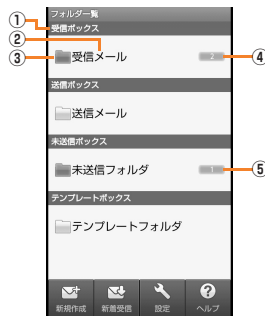 フォルダ一覧
① 受信ボックス
②
③ 受信メール ④
送信ボックス
送信メール
未送信ボックス
未送信フォルダ ⑤
テンプレートボックス
テンプレートフォルダ
新規作成 新着受信 設定 ヘルプ